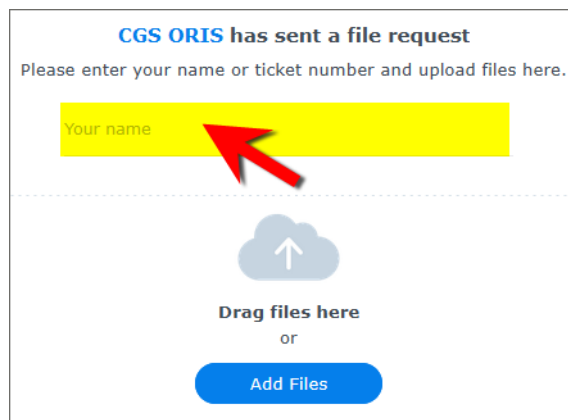 CGS ORIS has sent a file request
Please enter your name or ticket number and upload files here.
Your name
Drag files here
or
Add Files